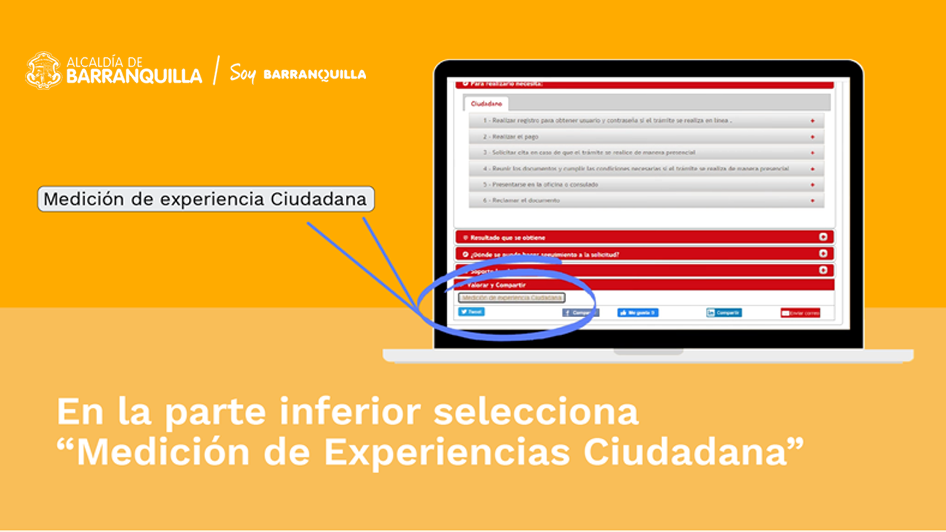 ALCALDÍA DE
BARRANQUILLA
Soy BARRANQUILLA
Para realizarlo necesita:
Ciudadano
1 - Realizar registro para obtener usuario y contraseña si el trámite se realiza en línea .
2 - Realizar el pago
3 - Solicitar cita en caso de que el trámite se realice de manera presencial
4 - Reunir los documentos y cumplir las condiciones necesarias si el trámite se realiza de manera presencial
5 - Presentarse en la oficina o consulado
6 - Reclamar el documento
Medición de experiencia Ciudadana
Resultado que se obtiene
¿Dónde se puede hacer seguimiento a la solicitud?
Soporte
Valorar y Compartir
Medición de experiencia Ciudadana
Tweet
Me gusta
Compartir
Enviar correo
En la parte inferior selecciona
“Medición de Experiencias Ciudadana”